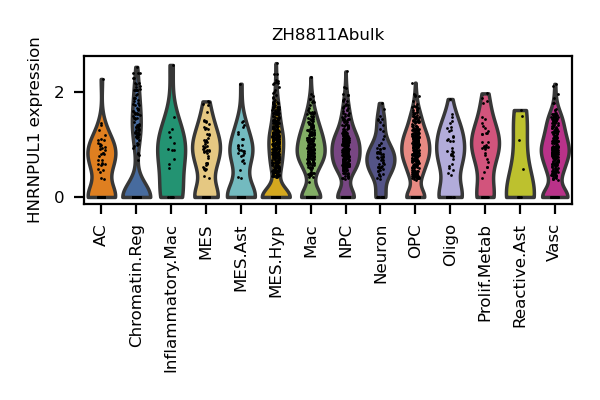 ZH8811Abulk
HNRNPUL1 expression
2
0
AC
Chromatin.Reg
Inflammatory.Mac
MES
MES.Ast
MES.Hyp
Mac
NPC
Neuron
OPC
Oligo
Prolif.Metab
Reactive.Ast
Vasc